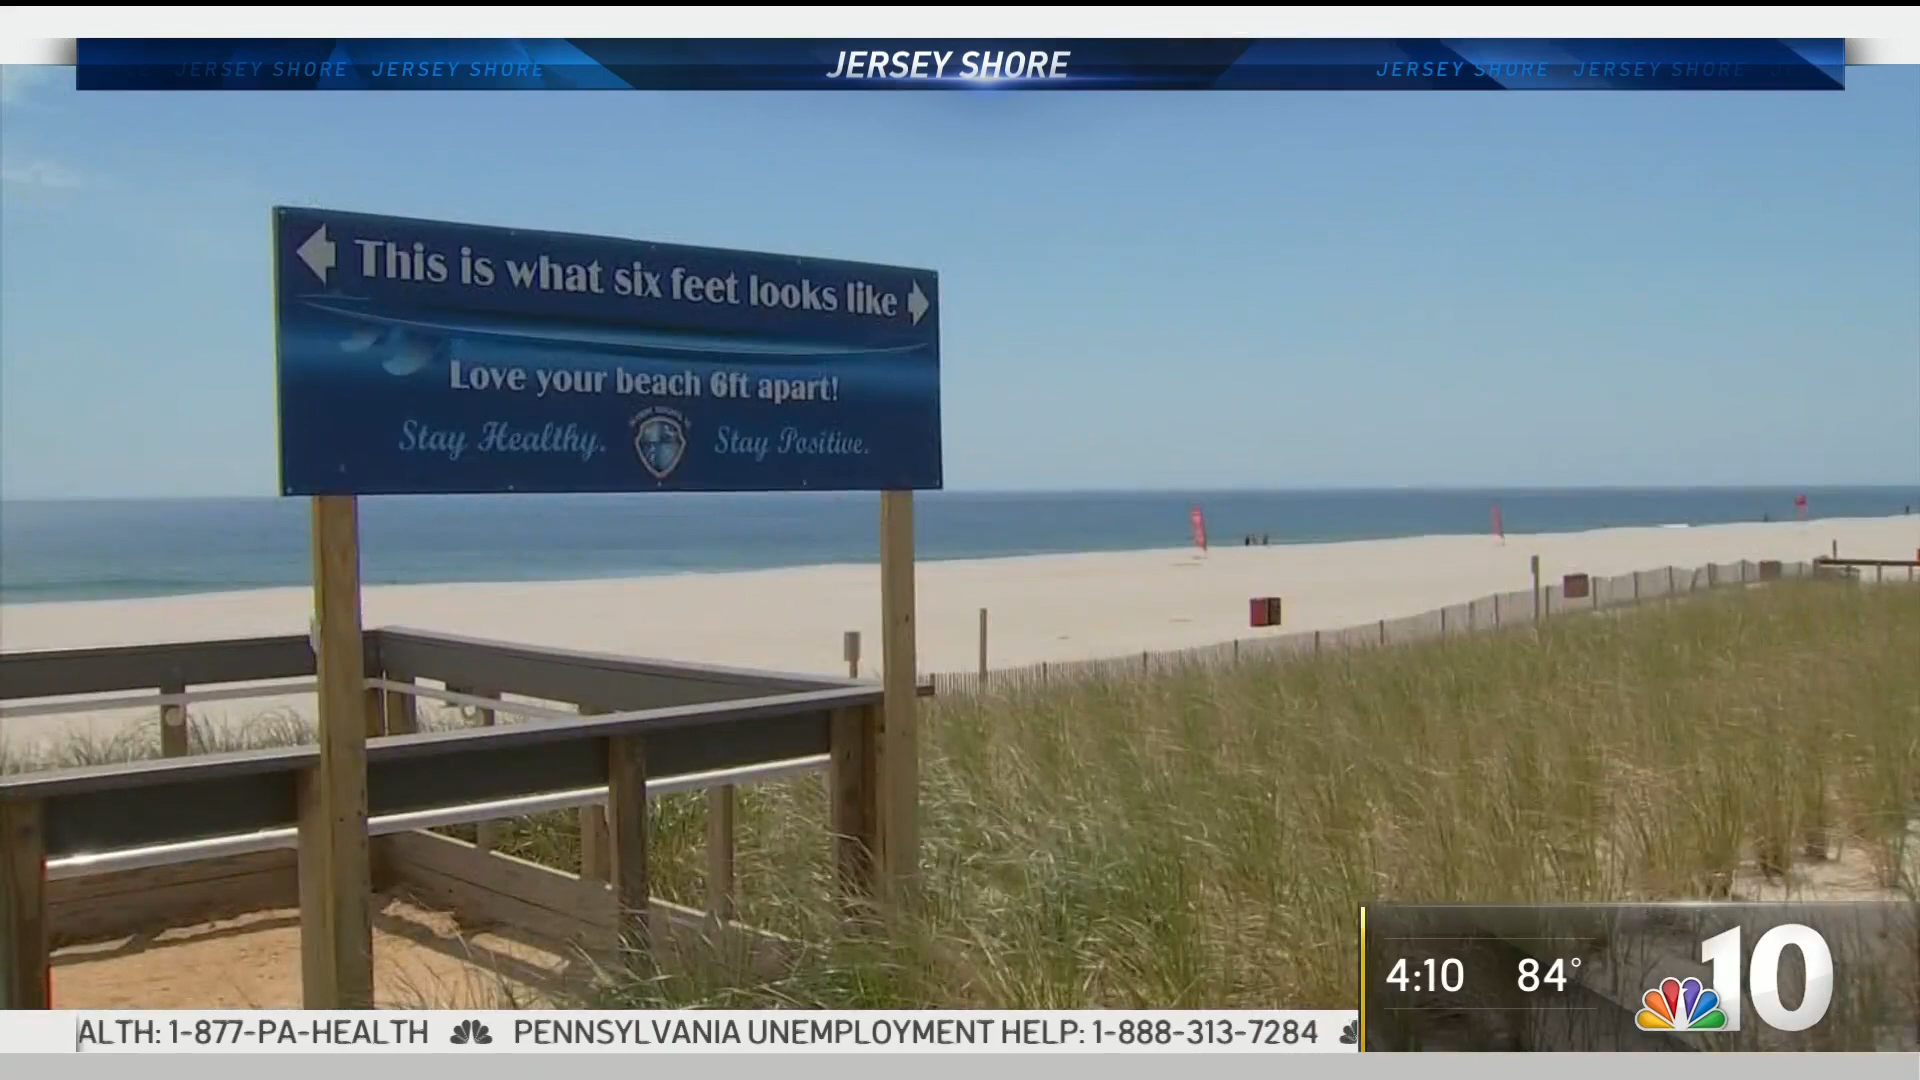 JERSEY SHORE JERSEY SHORE JERSEY SHORE JERSEY SHORE JERSEY SHORE
This is what six feet looks like
Love your beach 6ft apart!
Stay Healthy. Stay Positive.
4:10 84° 10
ALTH: 1-877-PA-HEALTH PENNSYLVANIA UNEMPLOYMENT HELP: 1-888-313-7284